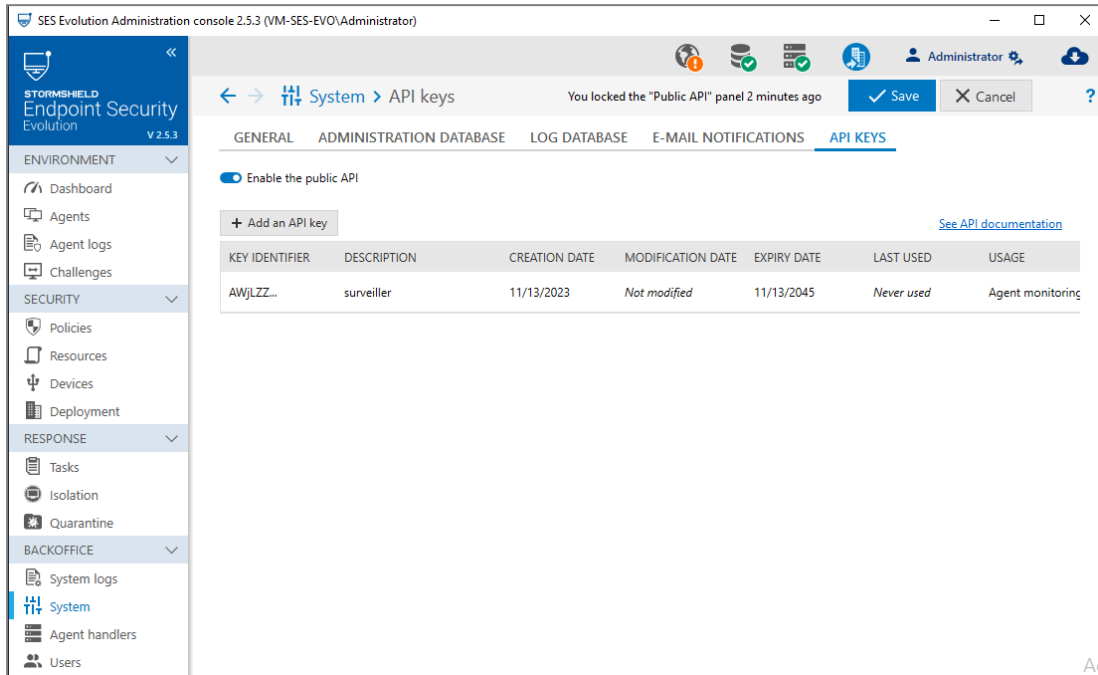 SES Evolution Administration console 2.5.3 (VM-SES-EVO\Administrator)
STORMSHIELD
Endpoint Security
Evolution
V 2.5.3
Administrator
System > API keys
You locked the "Public API" panel 2 minutes ago
Save
Cancel
?
GENERAL ADMINISTRATION DATABASE LOG DATABASE E-MAIL NOTIFICATIONS API KEYS
Enable the public API
+ Add an API key
See API documentation
KEY IDENTIFIER DESCRIPTION CREATION DATE MODIFICATION DATE EXPIRY DATE LAST USED USAGE
AWjLZZ... surveiller 11/13/2023 Not modified 11/13/2045 Never used Agent monitoring
ENVIRONMENT
Dashboard
Agents
Agent logs
Challenges
SECURITY
Policies
Resources
Devices
Deployment
RESPONSE
Tasks
Isolation
Quarantine
BACKOFFICE
System logs
System
Agent handlers
Users